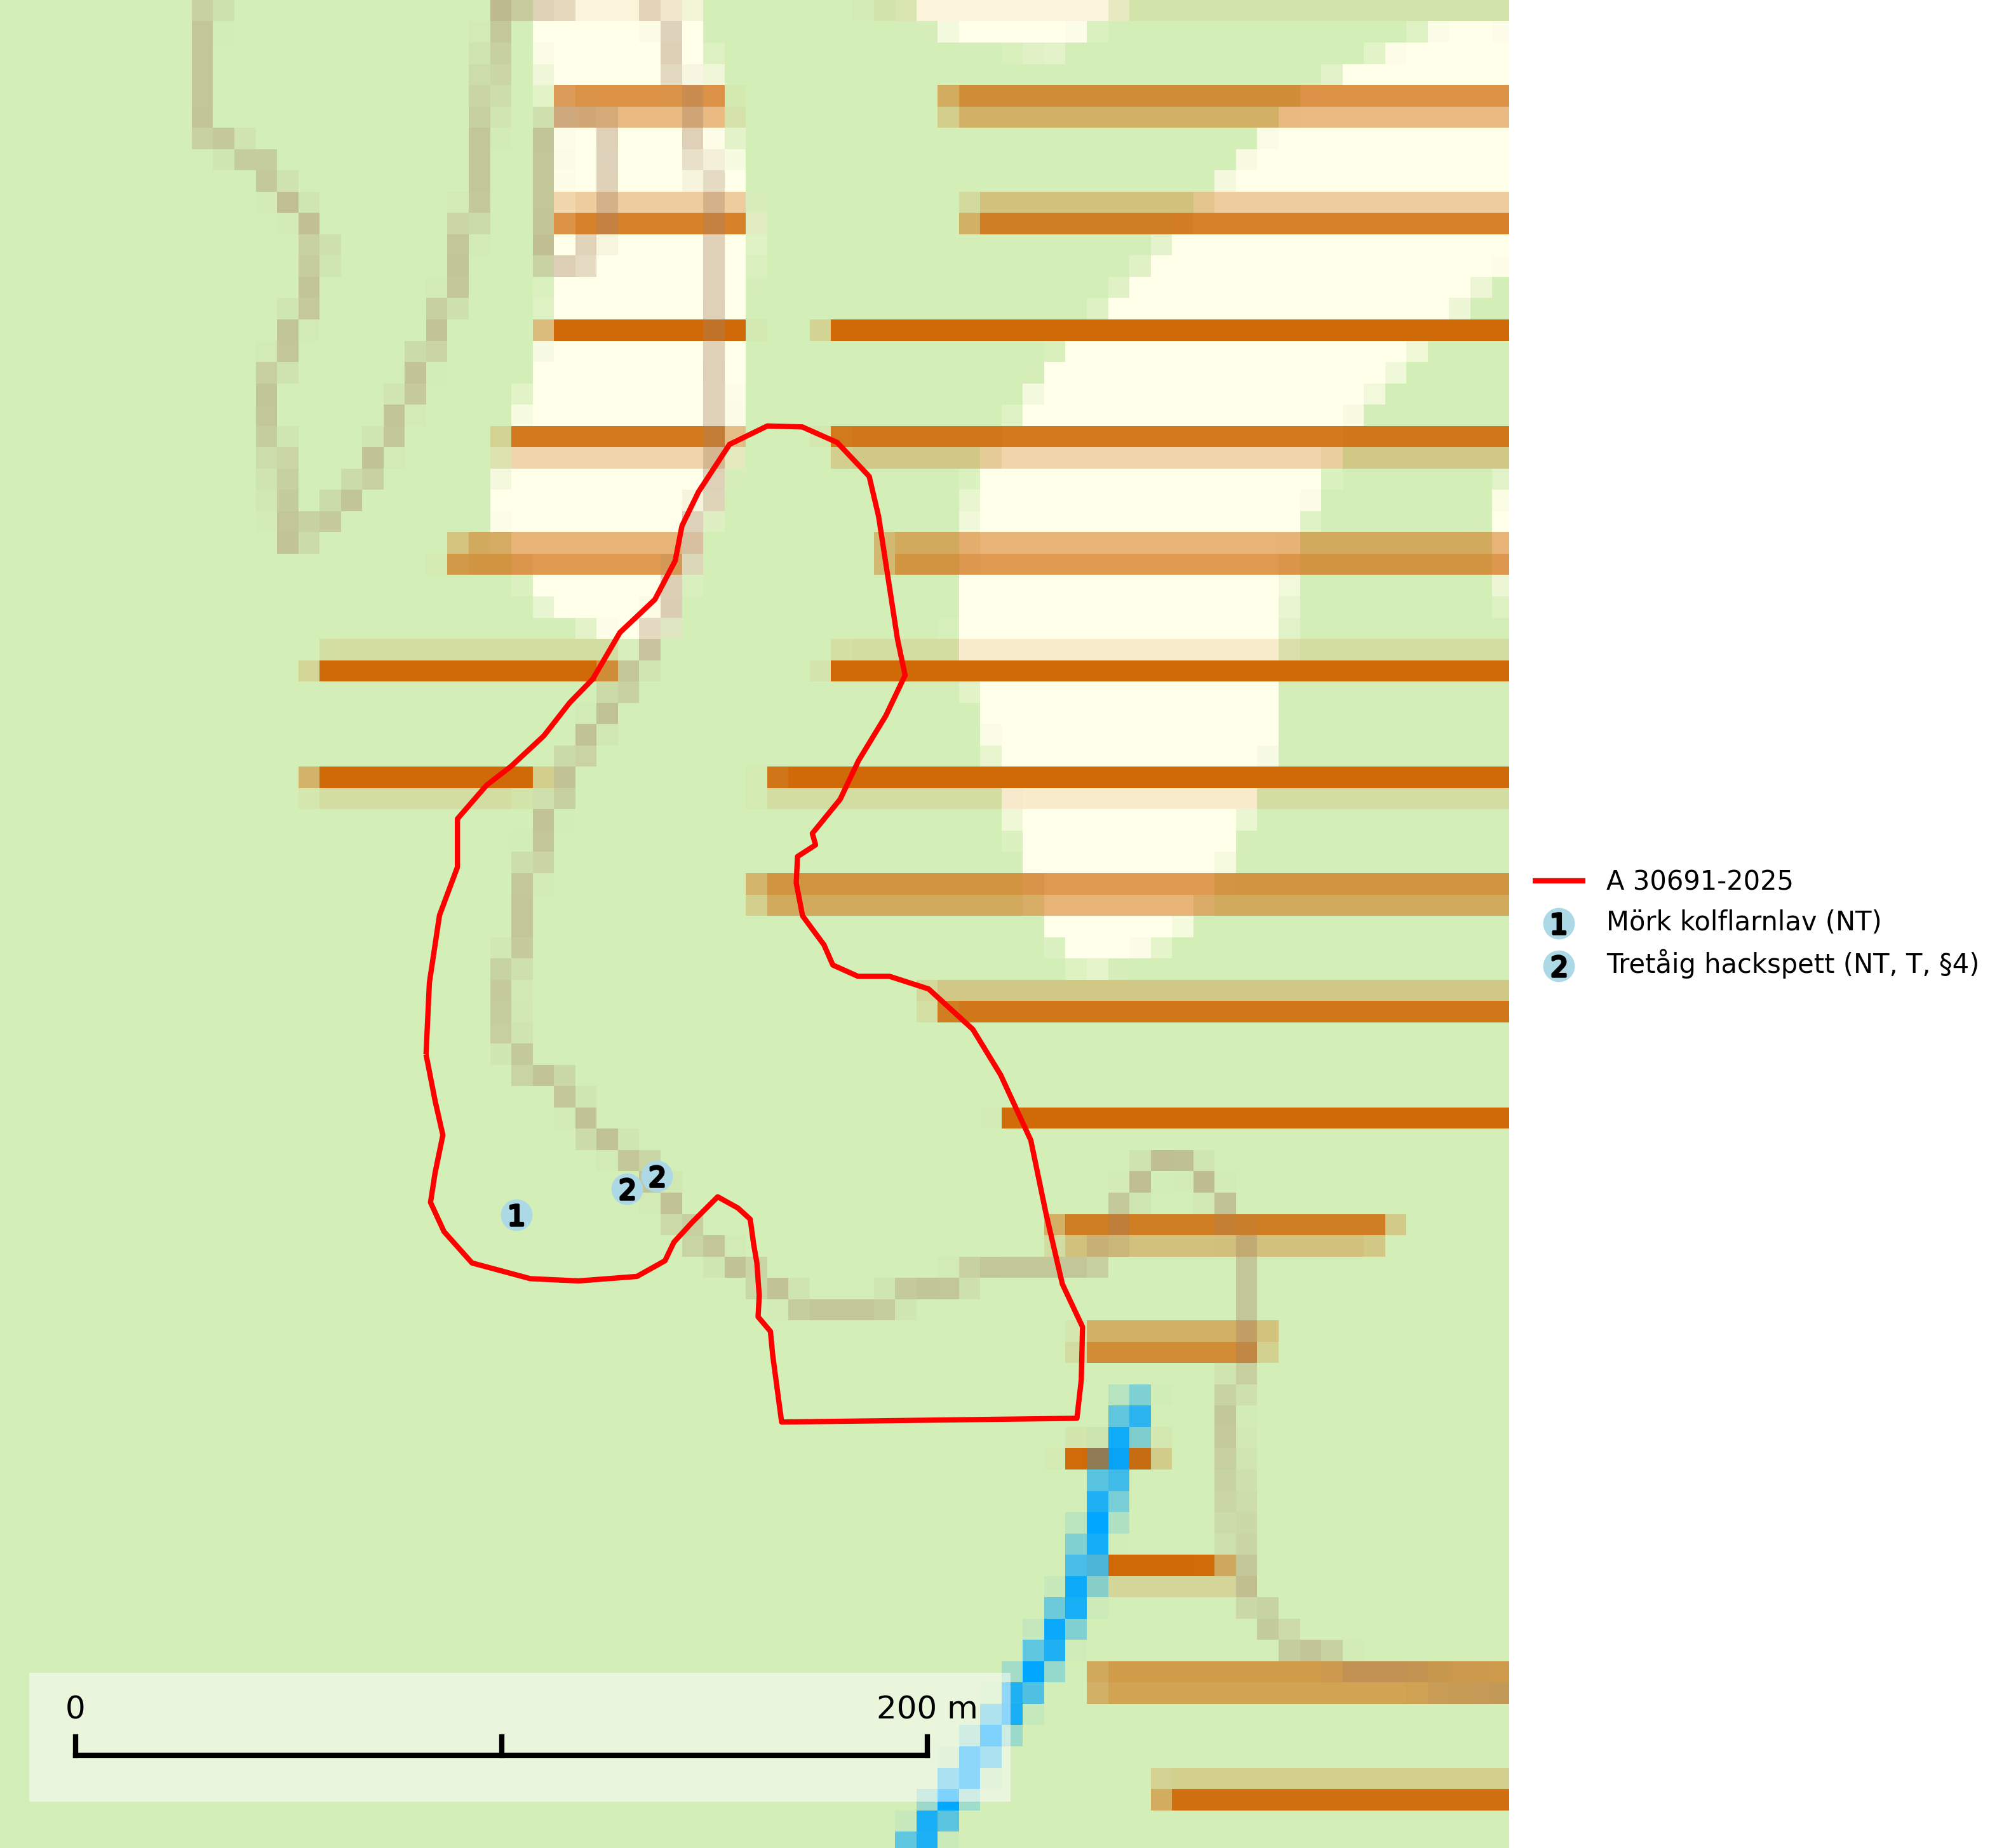 A 30691-2025
1 Mörk kolflarnlav (NT)
2 Tretåig hackspett (NT, T, §4)
2
2
1
0 200 m